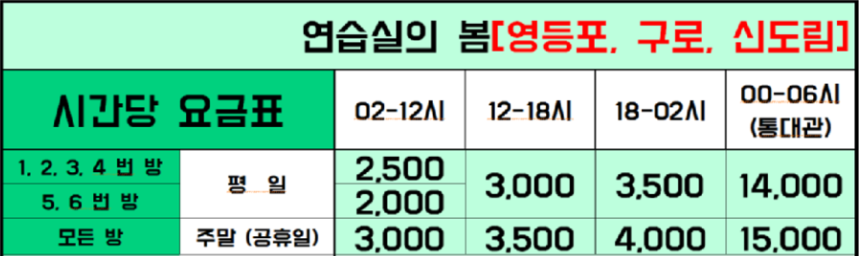 연습실의 봄[영등포, 구로, 신도림]
시간당 요금표 02-12시 12-18시 18-02시 00-06시
(통대관)
1, 2, 3, 4 번 방 평 일 2,500 3,000 3,500 14,000
5, 6 번 방 2,000
모든 방 주말 (공휴일) 3,000 3,500 4,000 15,000